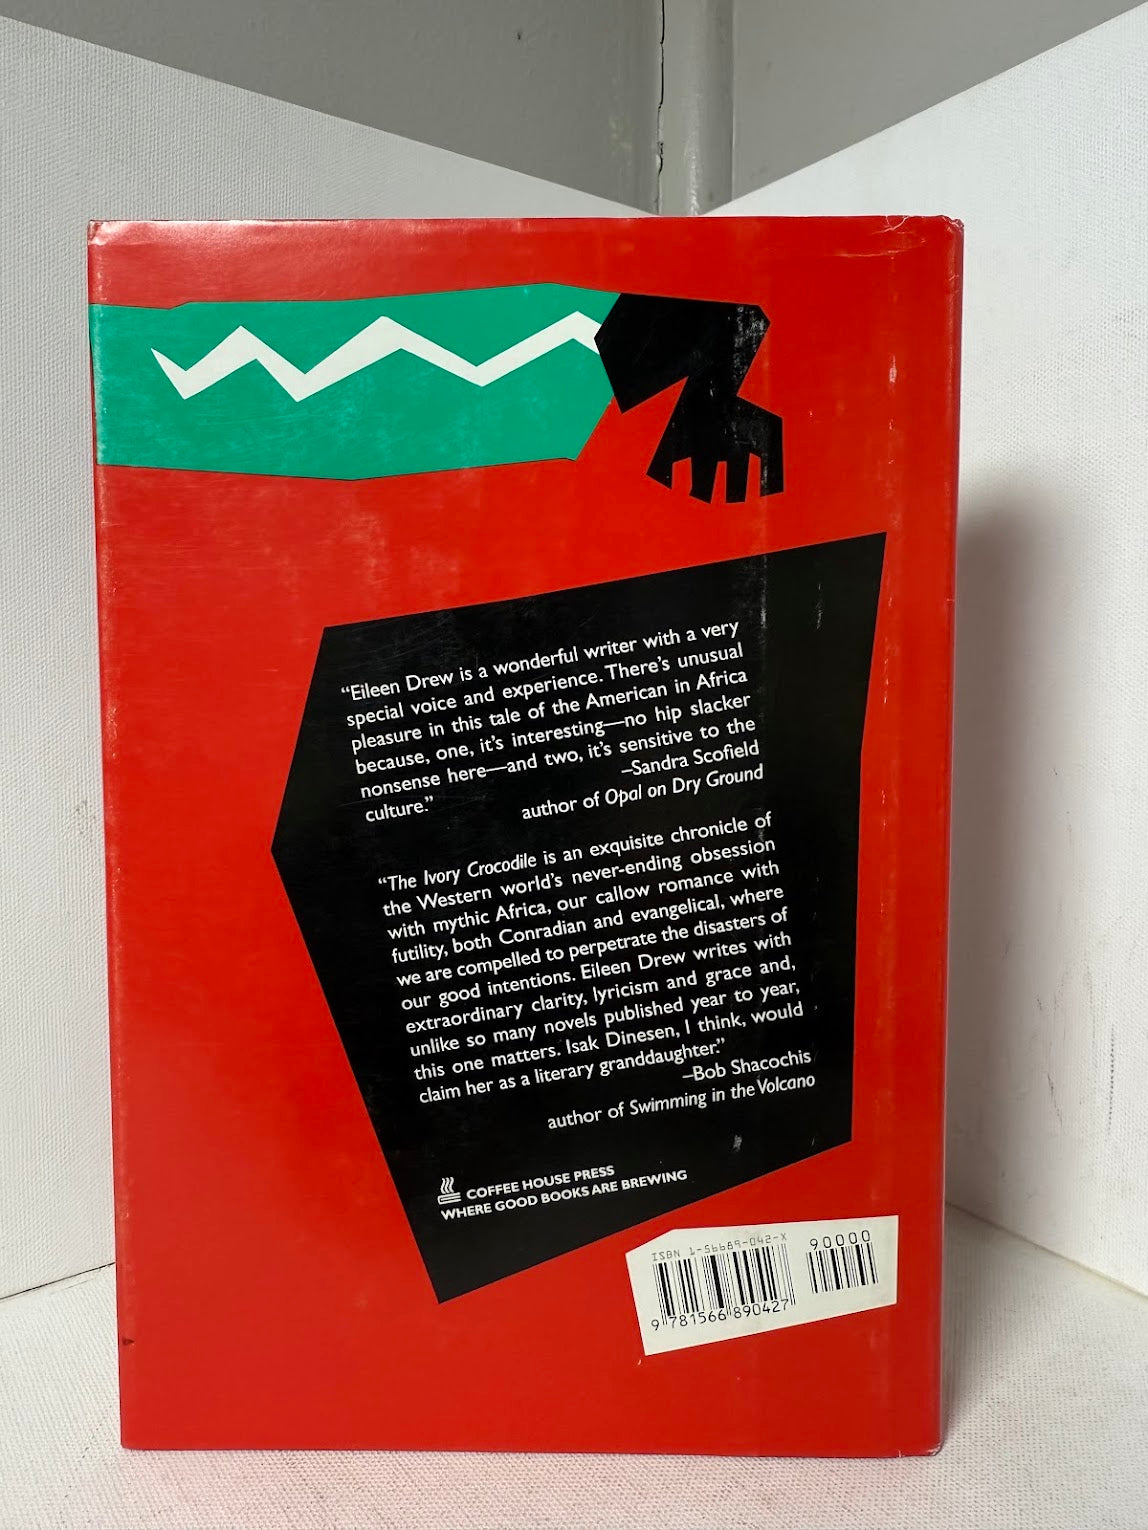 “Eileen Drew is a wonderful writer with a very
special voice and experience. There’s unusual
pleasure in this tale of the American in Africa
because, one, it’s interesting—no hip slacker
nonsense here—and two, it’s sensitive to the
culture.”
–Sandra Scofield
author of Opal on Dry Ground
“The Ivory Crocodile is an exquisite chronicle of
the Western world’s never-ending obsession
with mythic Africa, our callow romance with
futility, both Conradian and evangelical, where
we are compelled to perpetrate the disasters of
our good intentions. Eileen Drew writes with
extraordinary clarity, lyricism and grace and,
unlike so many novels published year to year,
this one matters. Isak Dinesen, I think, would
claim her as a literary granddaughter.”
–Bob Shacochis
author of Swimming in the Volcano
COFFEE HOUSE PRESS
WHERE GOOD BOOKS ARE BREWING
ISBN 1-56689-042-X
90000
9 781566 890427